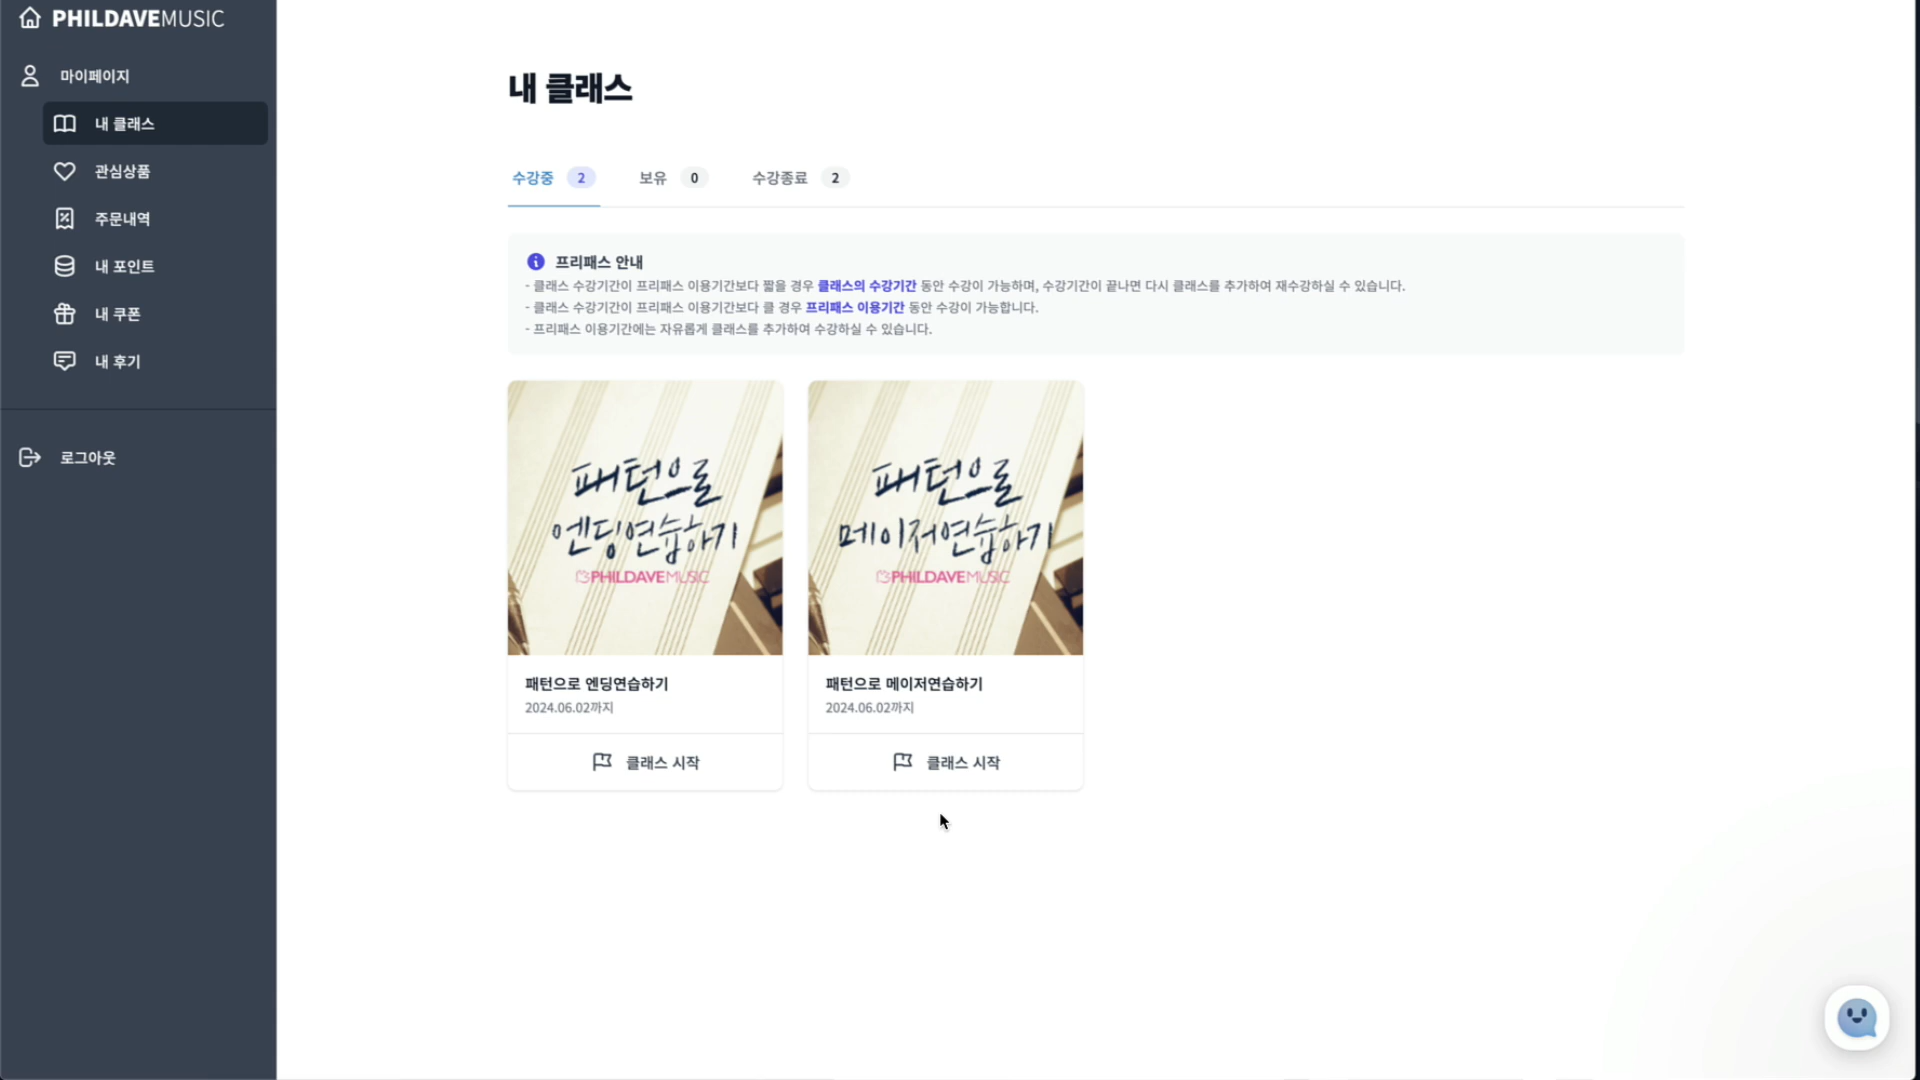 PHILDAVEMUSIC
마이페이지
내 클래스
관심상품
주문내역
내 포인트
내 쿠폰
내 후기
로그아웃
내 클래스
수강중 2 보유 0 수강종료 2
프리패스 안내
- 클래스 수강기간이 프리패스 이용기간보다 짧을 경우 클래스의 수강기간 동안 수강이 가능하며, 수강기간이 끝나면 다시 클래스를 추가하여 재수강하실 수 있습니다.
- 클래스 수강기간이 프리패스 이용기간보다 클 경우 프리패스 이용기간 동안 수강이 가능합니다.
- 프리패스 이용기간에는 자유롭게 클래스를 추가하여 수강하실 수 있습니다.
패턴으로
엔딩연습하기
PHILDAVEMUSIC
패턴으로 엔딩연습하기
2024.06.02까지
클래스 시작
패턴으로
메이저연습하기
PHILDAVEMUSIC
패턴으로 메이저연습하기
2024.06.02까지
클래스 시작